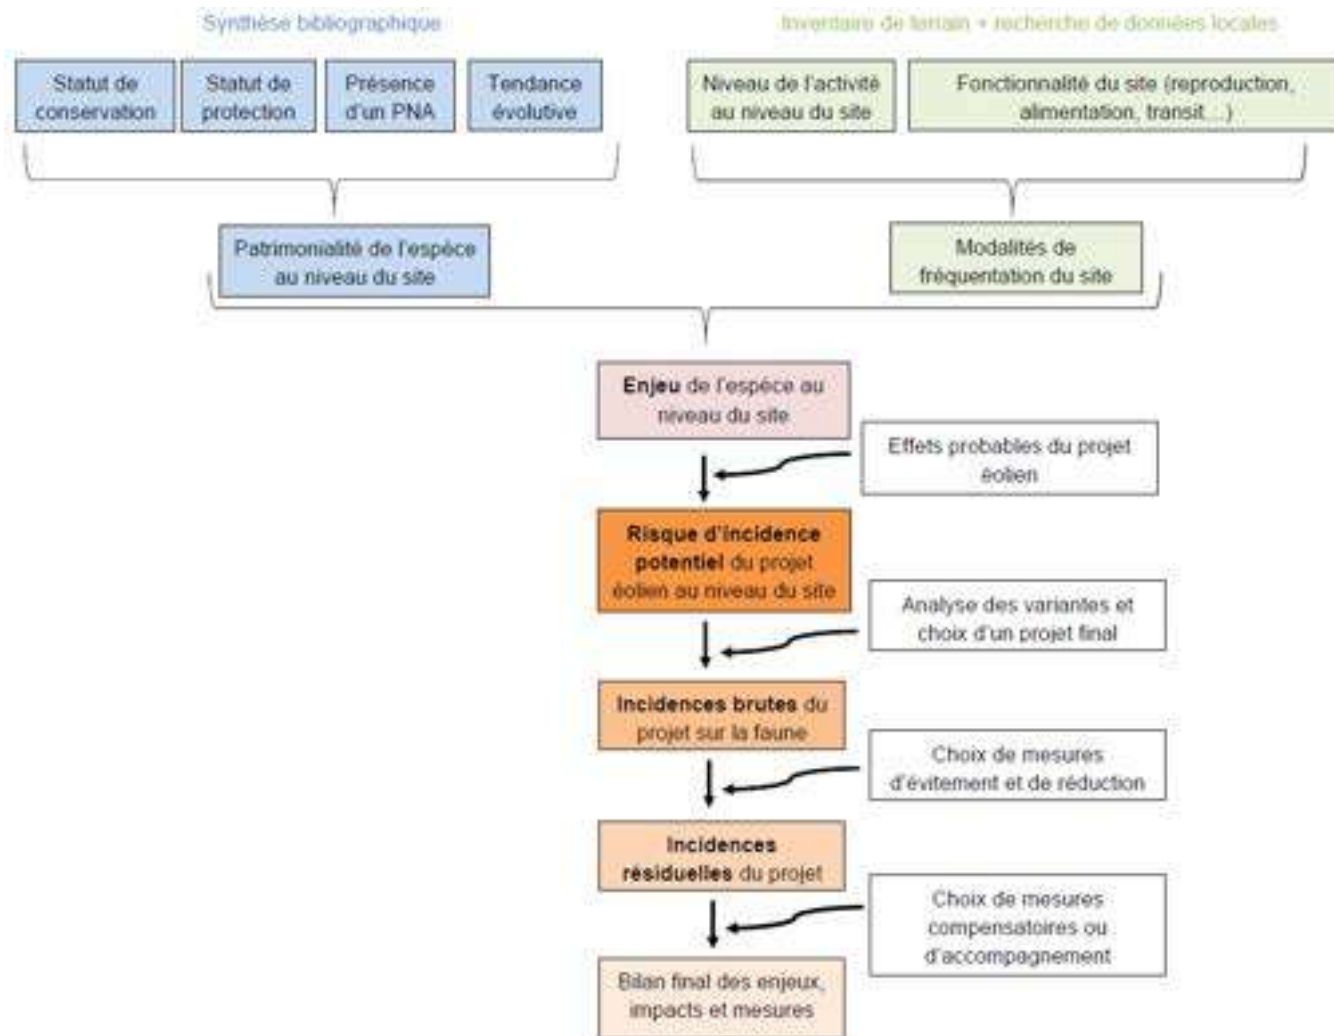 Synthèse bibliographique
Inventaire de terrain + recherche de données locales
Statut de
conservation
Statut de
protection
Présence
d'un PNA
Tendance
évolutive
Niveau de l'activité
au niveau du site
Fonctionnalité du site (reproduction,
alimentation, transit…)
Patrimonialité de l'espèce
au niveau du site
Modalités de
fréquentation du site
Enjeu de l'espèce au
niveau du site
Effets probables du projet
éolien
Risque d'incidence
potentiel du projet
éolien au niveau du site
Analyse des variantes et
choix d'un projet final
Incidences brutes du
projet sur la faune
Choix de mesures
d'évitement et de réduction
Incidences
résiduelles du projet
Choix de mesures
compensatoires ou
d'accompagnement
Bilan final des enjeux,
impacts et mesures